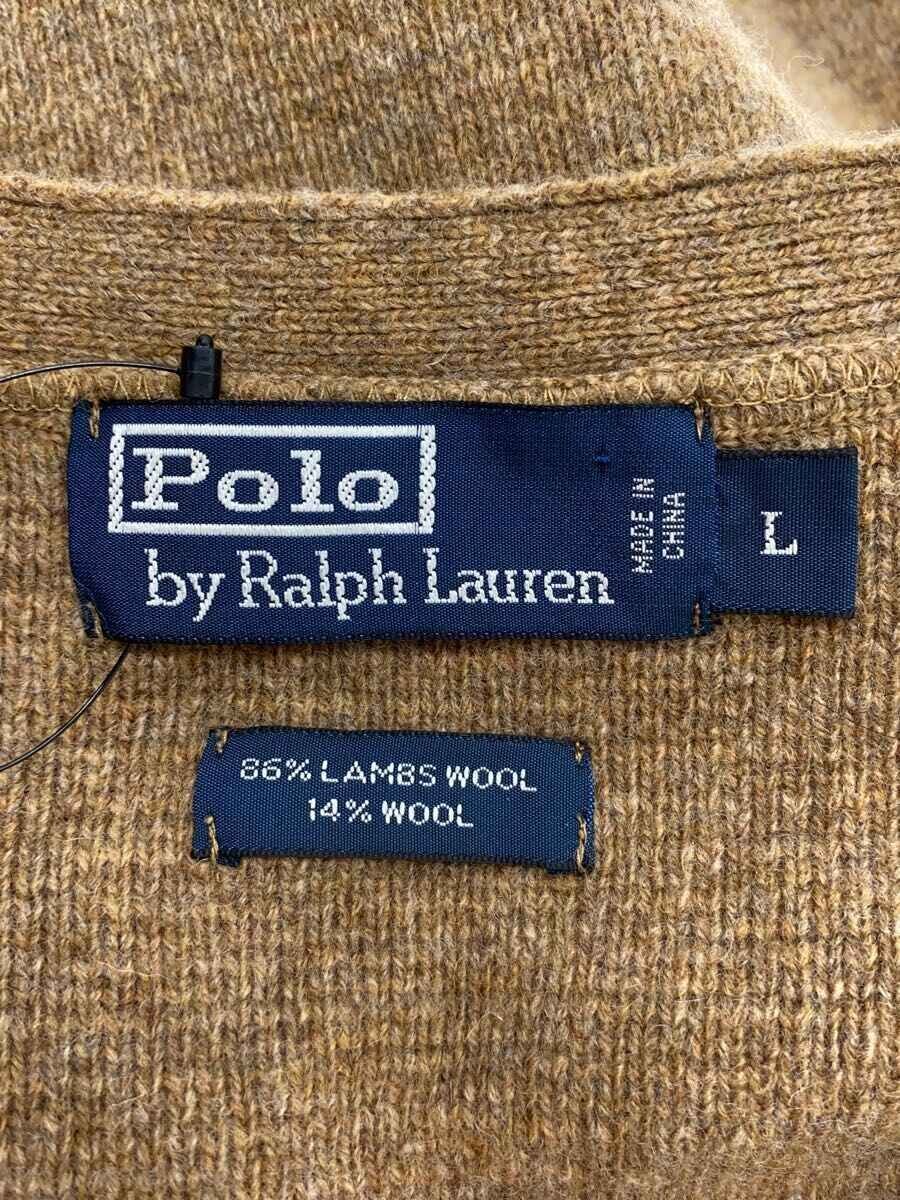 Polo
by Ralph Lauren
MADE IN
CHINA
L
86% LAMBS WOOL
14% WOOL